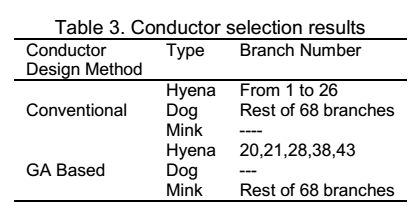 Table 3. Conductor selection results
Conductor Type Branch Number
Design Method
Hyena From 1 to 26
Conventional Dog Rest of 68 branches
Mink ----
Hyena 20,21,28,38,43
GA Based Dog ---
Mink Rest of 68 branches